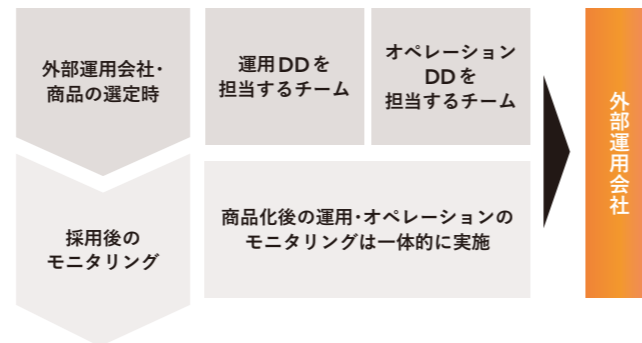 外部運用会社・
商品の選定時
運用DDを
担当するチーム
オペレーション
DDを
担当するチーム
採用後の
モニタリング
商品化後の運用・オペレーションの
モニタリングは一体的に実施
外部運用会社